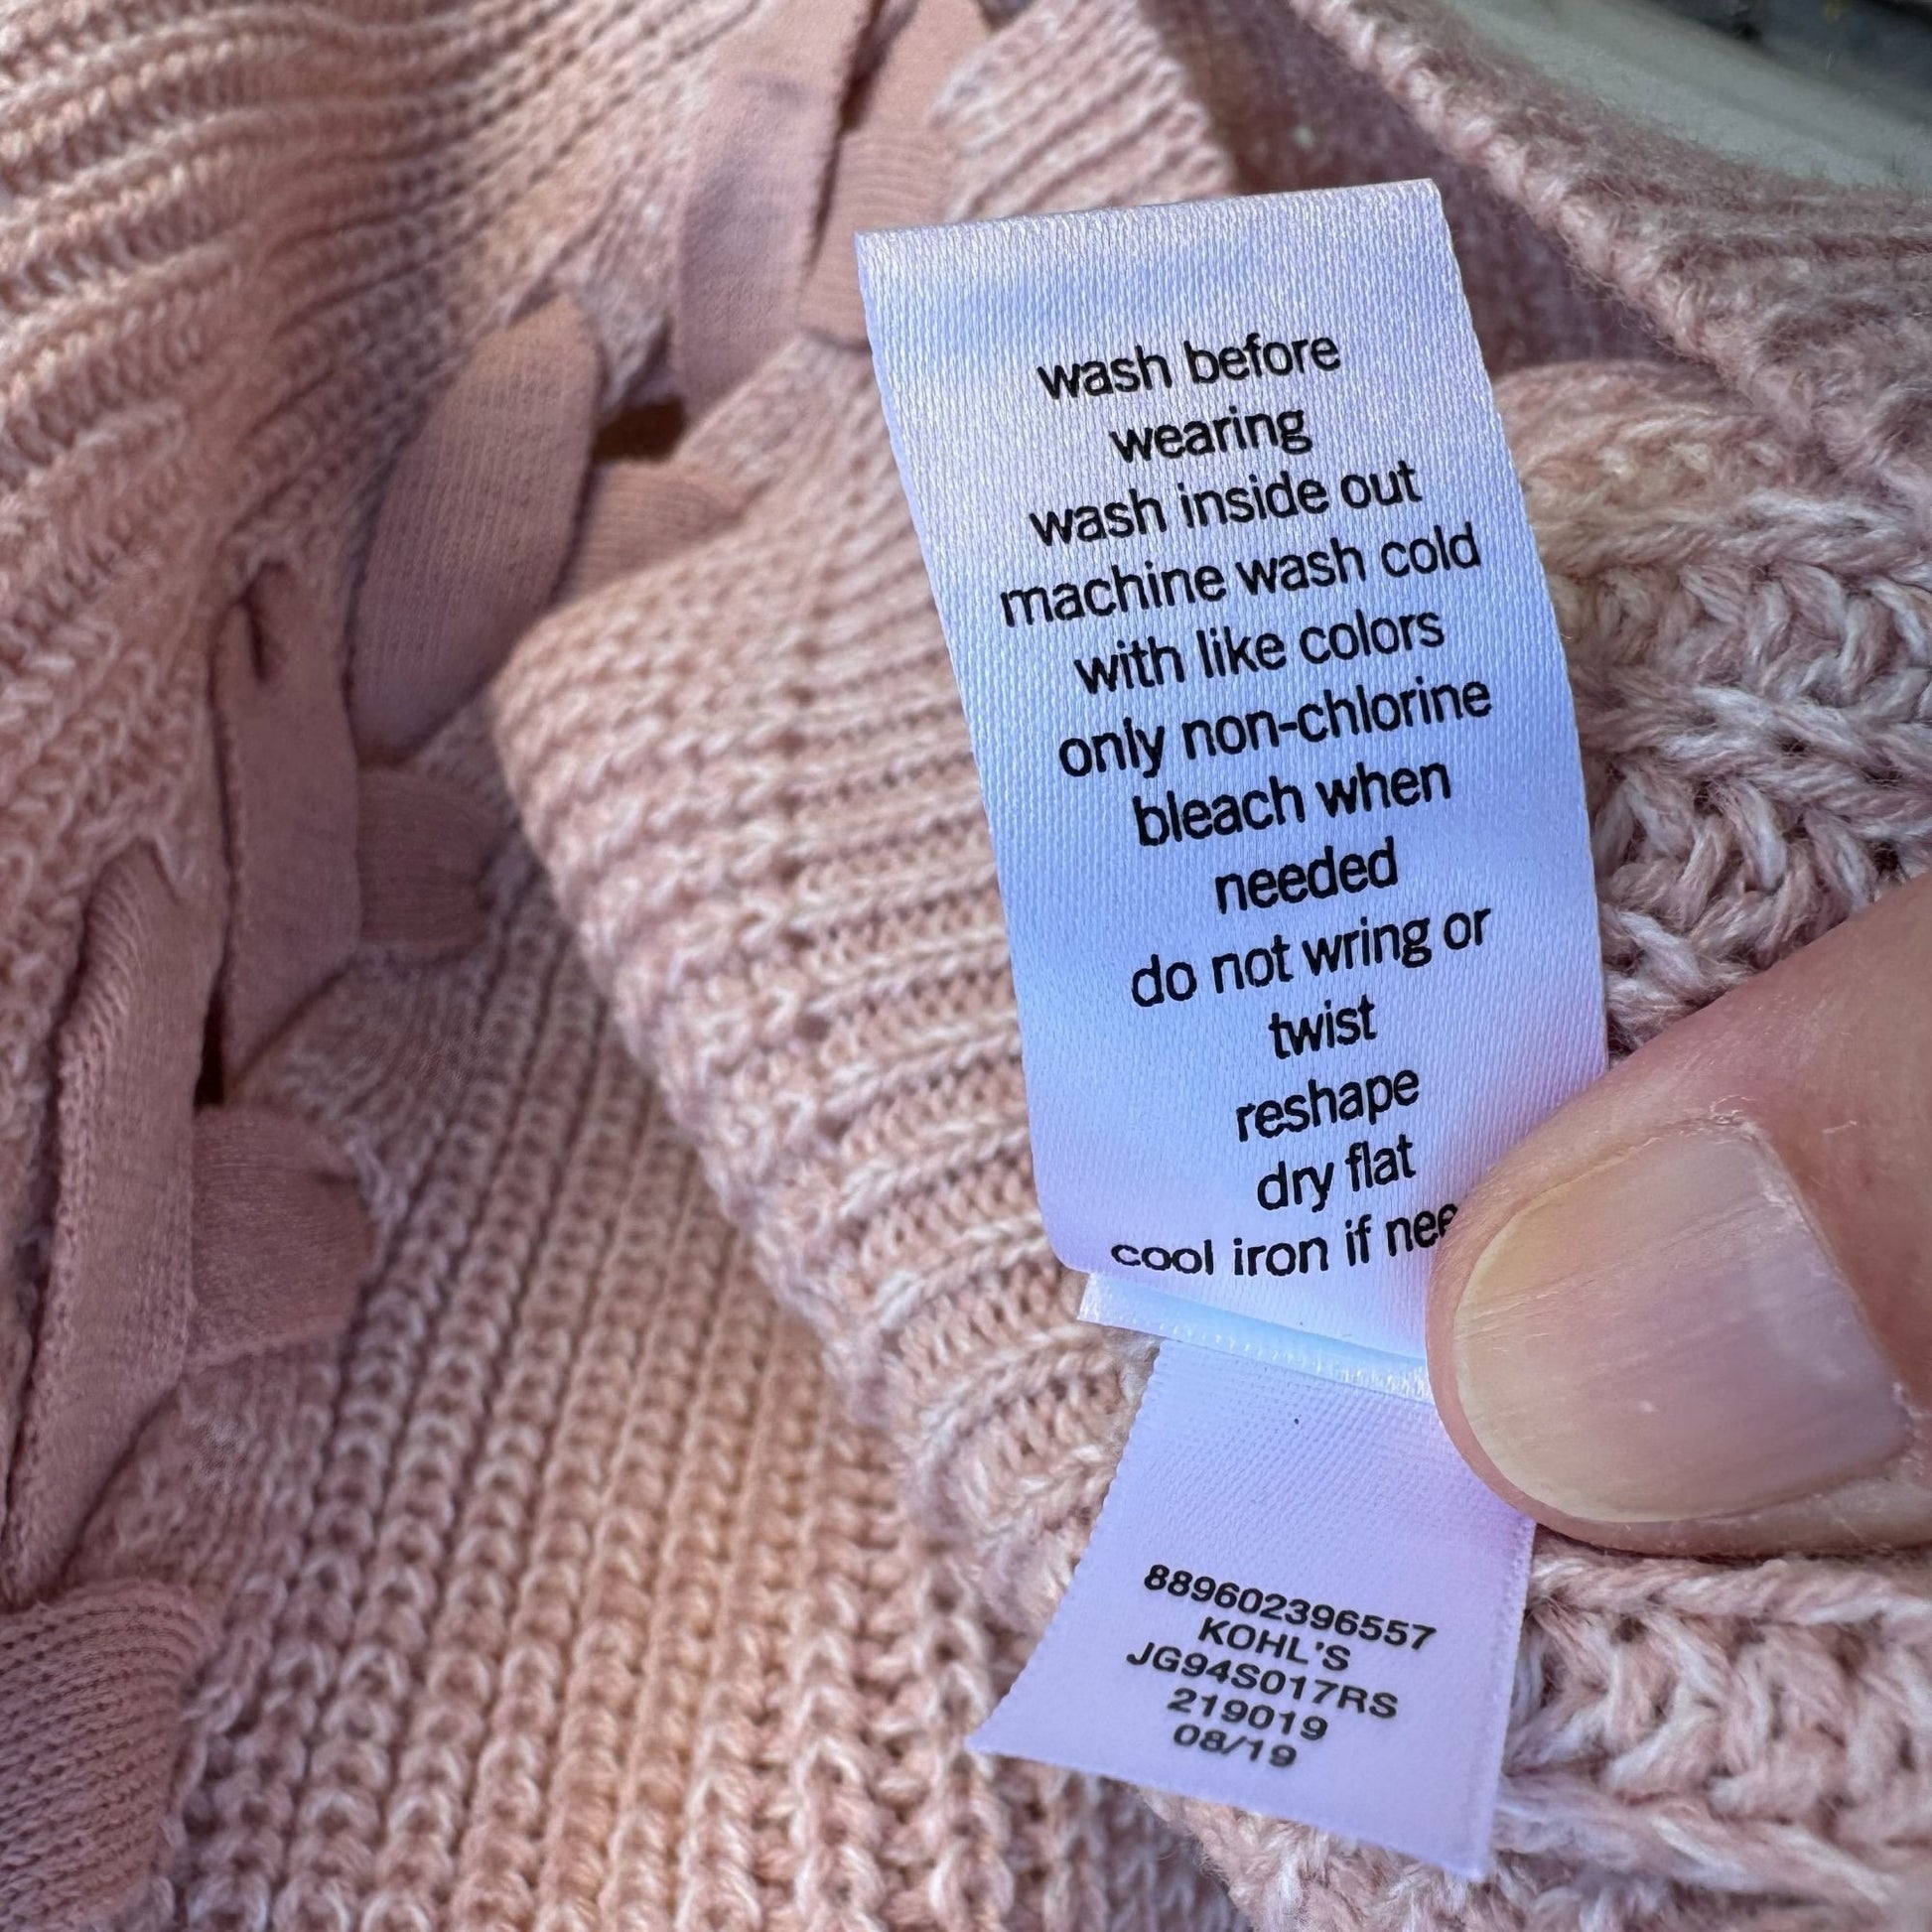 wash before
wearing
wash inside out
machine wash cold
with like colors
only non-chlorine
bleach when
needed
do not wring or
twist
reshape
dry flat
cool iron if
889602396557
KOHL'S
JG94S017RS
219019
08/19